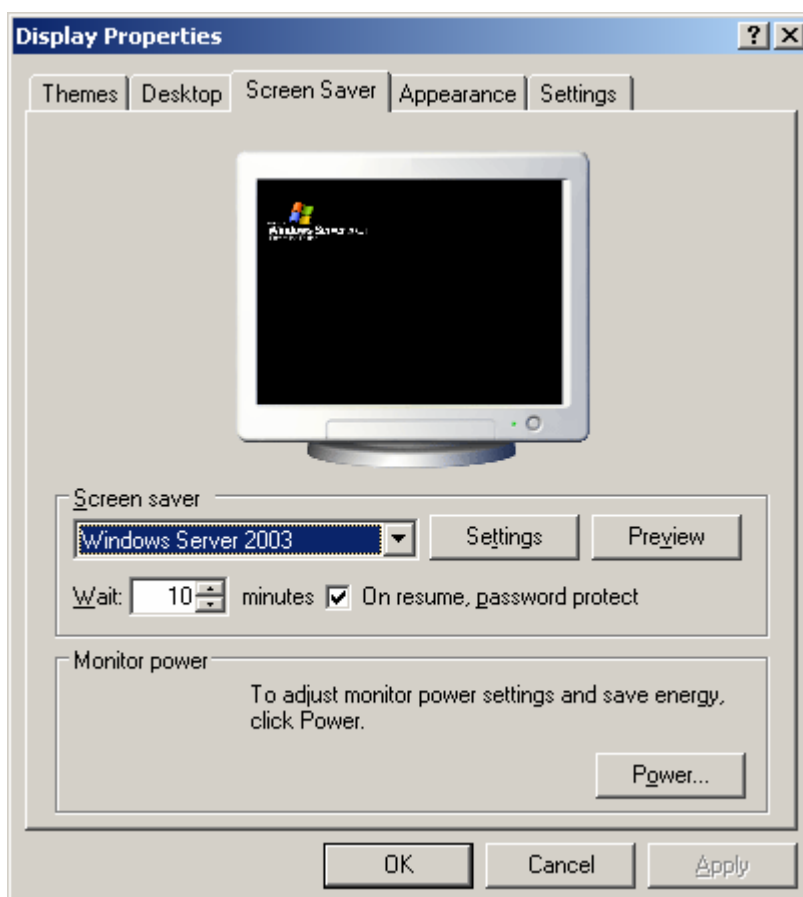 Display Properties
Themes Desktop Screen Saver Appearance Settings
Windows Server
Screen saver
Windows Server 2003 Settings Preview
Wait: 10 minutes On resume, password protect
Monitor power
To adjust monitor power settings and save energy,
click Power.
Power...
OK Cancel Apply